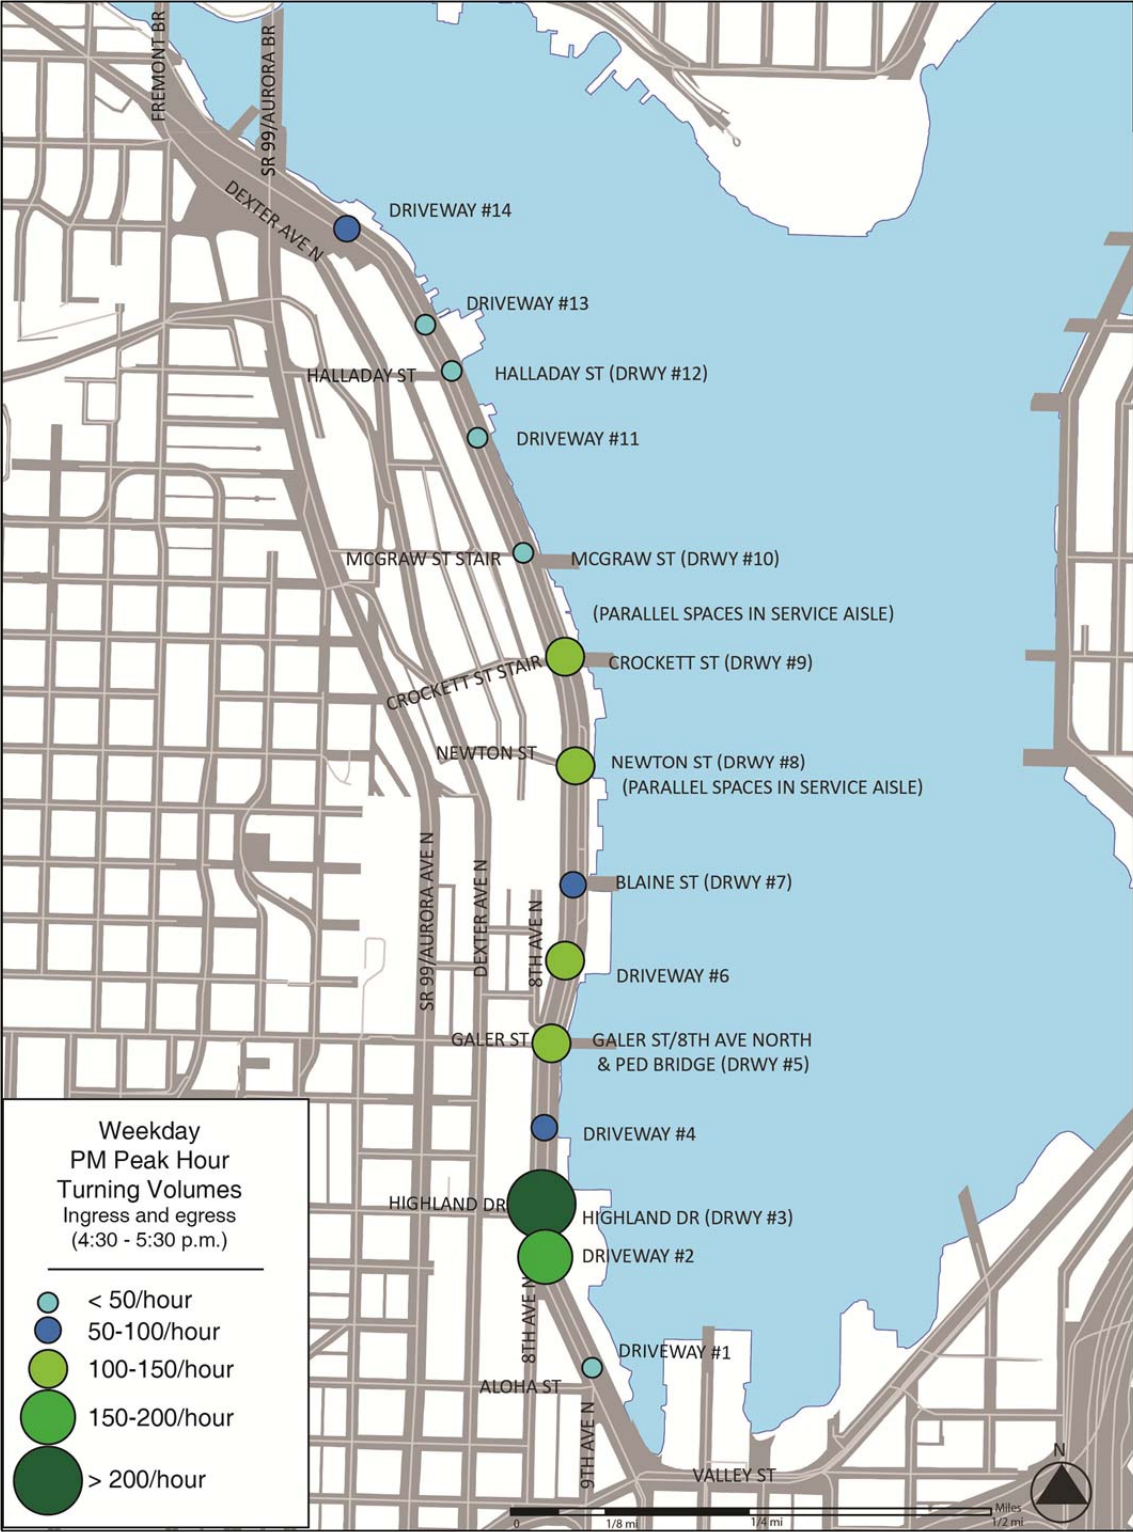 FREMONT BR
SR 99/AURORA BR
DEXTER AVE N
DRIVEWAY #14
DRIVEWAY #13
HALLADAY ST
HALLADAY ST (DRWY #12)
DRIVEWAY #11
MCGRAW ST STAIR
MCGRAW ST (DRWY #10)
(PARALLEL SPACES IN SERVICE AISLE)
CROCKETT ST STAIR
CROCKETT ST (DRWY #9)
NEWTON ST
NEWTON ST (DRWY #8)
(PARALLEL SPACES IN SERVICE AISLE)
SR 99/AURORA AVE N
DEXTER AVE N
8TH AVE N
BLAINE ST (DRWY #7)
DRIVEWAY #6
GALER ST
GALER ST/8TH AVE NORTH
& PED BRIDGE (DRWY #5)
DRIVEWAY #4
HIGHLAND DR
HIGHLAND DR (DRWY #3)
DRIVEWAY #2
8TH AVE N
DRIVEWAY #1
ALOHA ST
9TH AVE N
VALLEY ST
Weekday
PM Peak Hour
Turning Volumes
Ingress and egress
(4:30 - 5:30 p.m.)
< 50/hour
50-100/hour
100-150/hour
150-200/hour
> 200/hour
N
Miles
0 1/8 mi 1/4 mi 1/2 mi